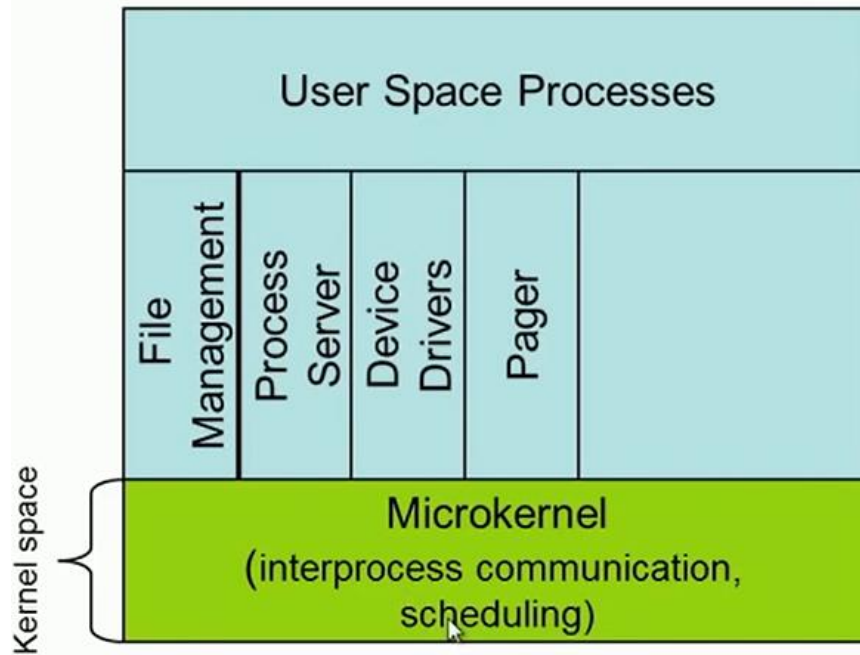 User Space Processes
File
Management
Process
Server
Device
Drivers
Pager
Kernel space
Microkernel
(interprocess communication,
scheduling)